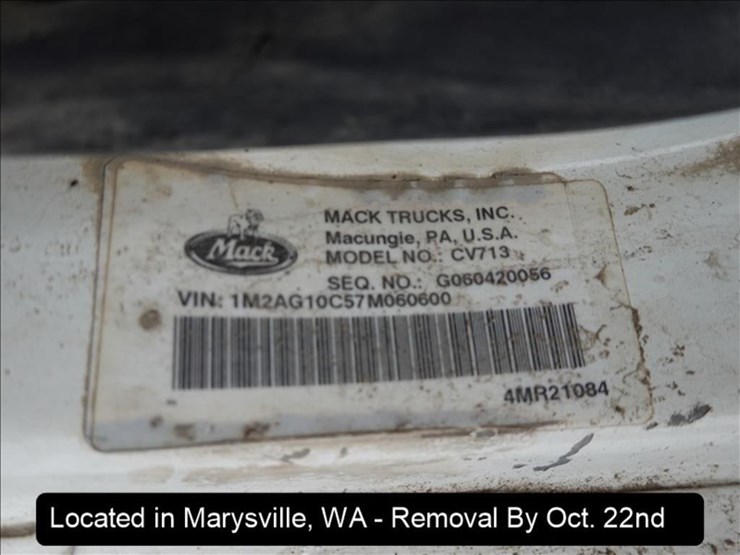 Mack
MACK TRUCKS, INC.
Macungie, PA, U.S.A.
MODEL NO.: CV713
SEQ. NO.: G060420056
VIN: 1M2AG10C57M060600
4MR21084
Located in Marysville, WA - Removal By Oct. 22nd